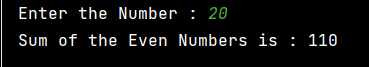 Enter the Number : 20
Sum of the Even Numbers is : 110